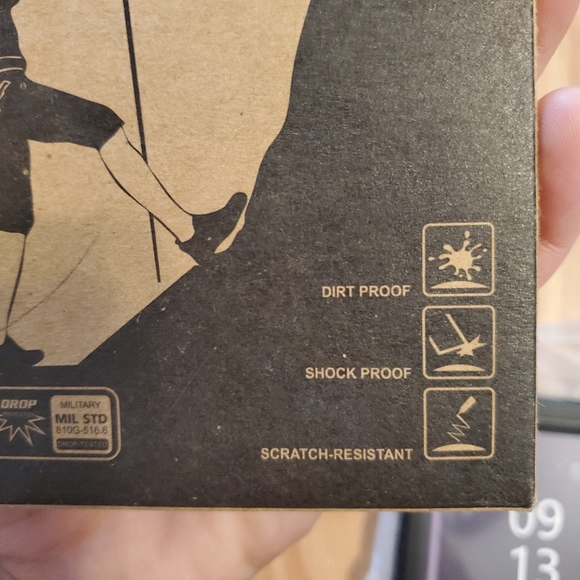 DIRT PROOF
SHOCK PROOF
DROP
MILITARY
MIL STD
810G-516.6
DROP-TESTED
SCRATCH-RESISTANT
09
13